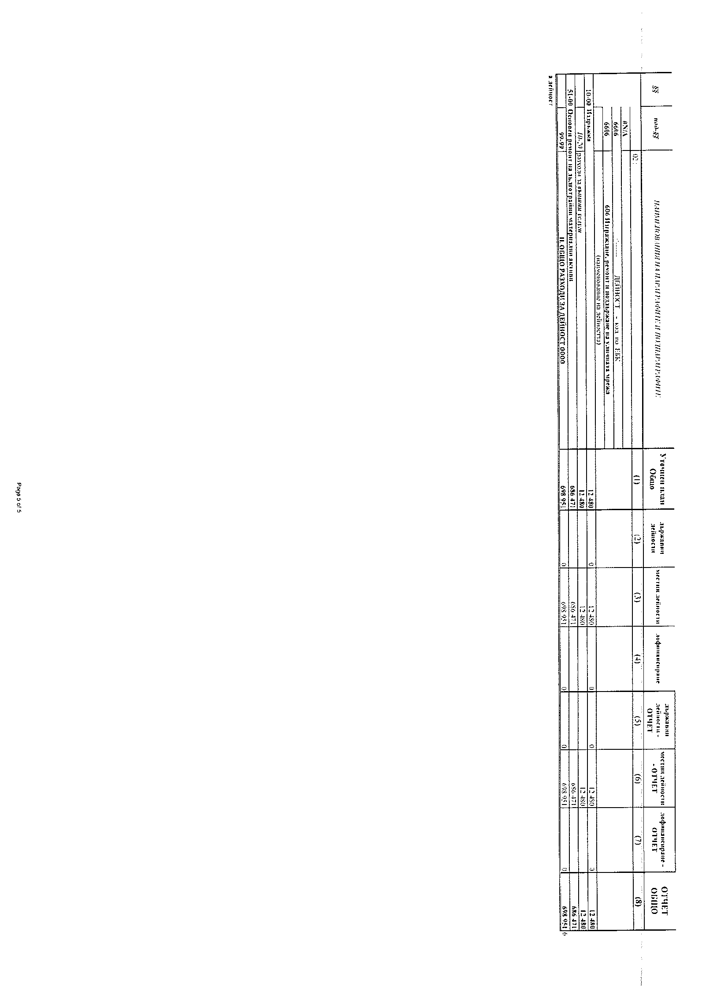 §§ под-§§ НАИМЕНОВАНИЯ НА ПАРАГРАФИТЕ И ПОДПАРАГРАФИТЕ Уточнен план Общо държавни дейности местни дейности дофинансиране държавни дейности - ОТЧЕТ местни дейности - ОТЧЕТ дофинансиране - ОТЧЕТ ОТЧЕТ ОБЩО
02 (1) (2) (3) (4) (5) (6) (7) (8)
#N/A
6606 ДЕЙНОСТ - код по ЕБК
6606 606 Изграждане, ремонт и поддържане на уличната мрежа
(наименование на дейността)
10-00 Издръжка 12 480 0 12 480 0 0 12 480 0 12 480
10-20 разходи за външни услуги 12 480 12 480 12 480 12 480
51-00 Основен ремонт на дълготрайни материални активи 686 471 686 471 686 471 686 471
99-99 II. ОБЩО РАЗХОДИ ЗА ДЕЙНОСТ 0000 698 951 0 698 951 0 0 698 951 0 698 951 6
а дейност
Page 5 of 5